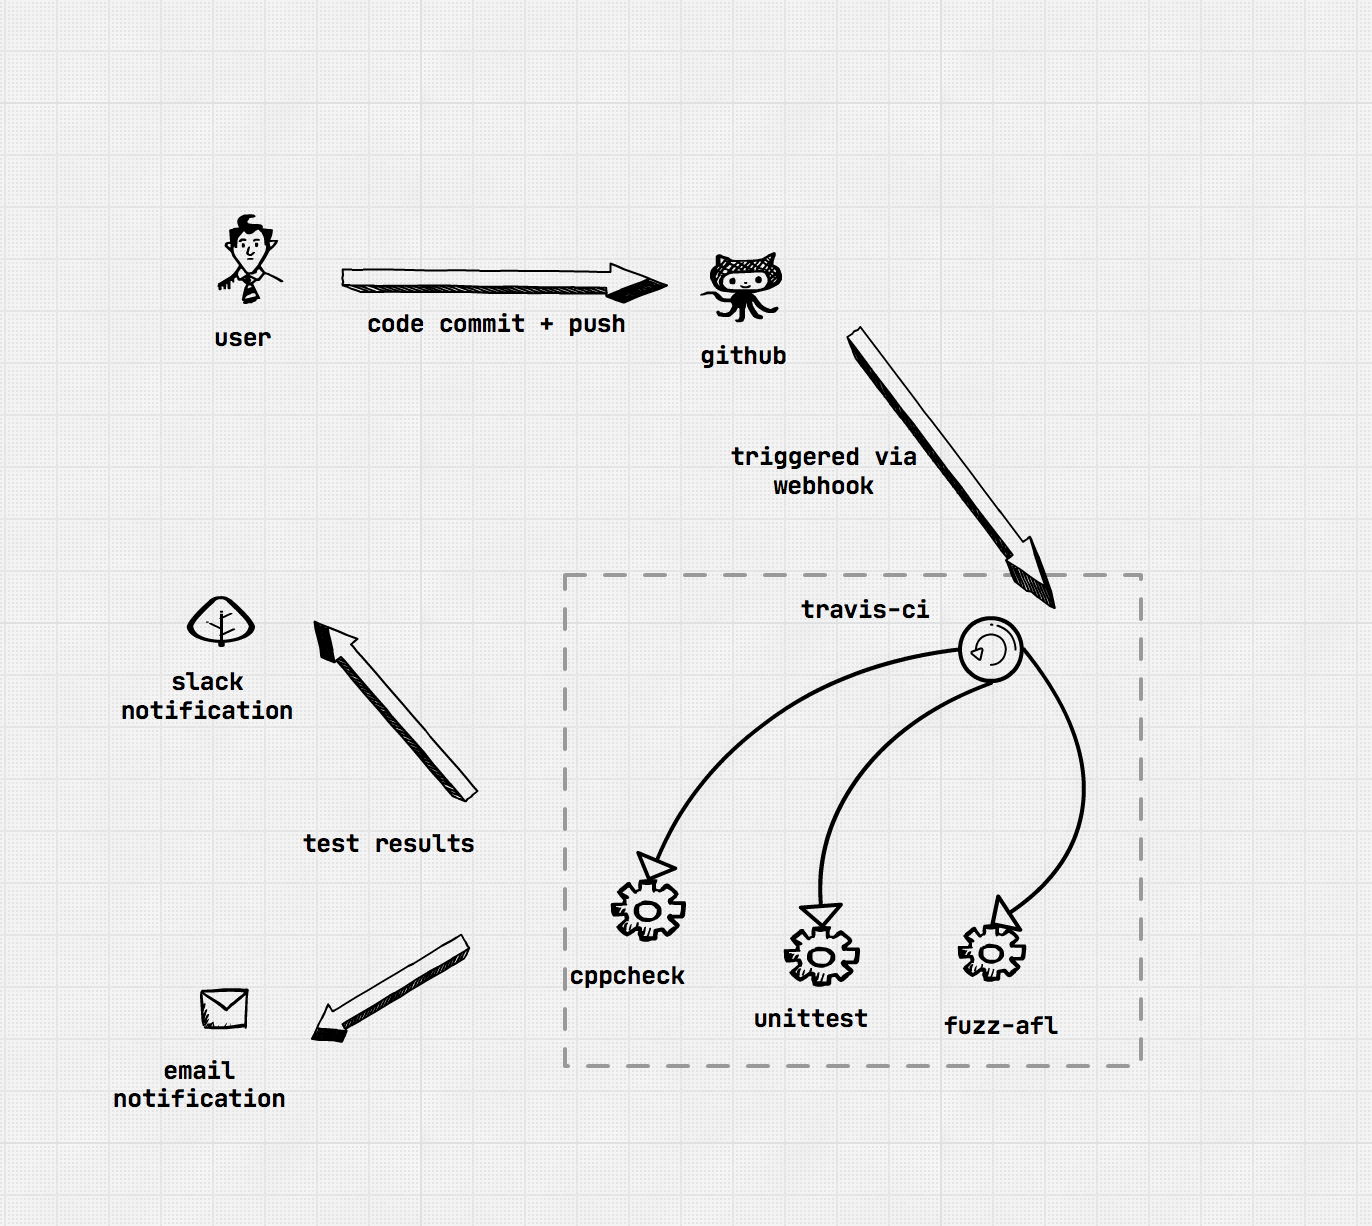 user
code commit + push
github
triggered via
webhook
travis-ci
slack
notification
test results
cppcheck
unittest
fuzz-afl
email
notification